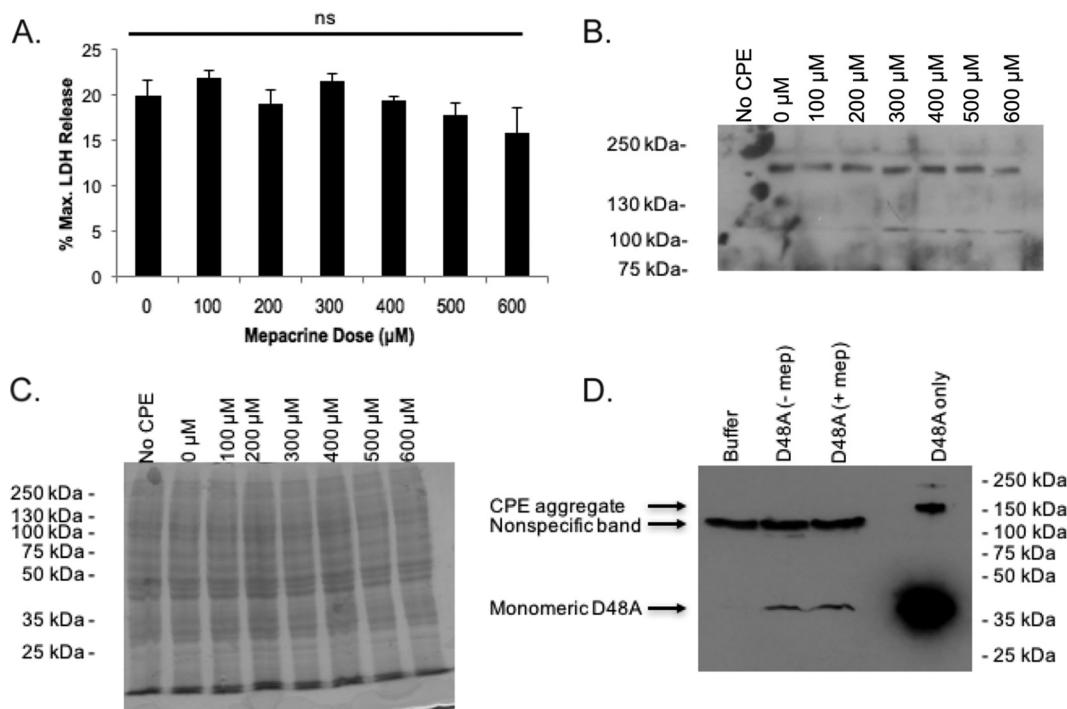 A.
ns
25
20
15
10
5
0
% Max. LDH Release
0 100 200 300 400 500 600
Mepacrine Dose (µM)
B.
No CPE
0 µM
100 µM
200 µM
300 µM
400 µM
500 µM
600 µM
250 kDa-
130 kDa-
100 kDa-
75 kDa-
C.
No CPE
0 µM
100 µM
200 µM
300 µM
400 µM
500 µM
600 µM
250 kDa -
130 kDa -
100 kDa -
75 kDa -
50 kDa -
35 kDa -
25 kDa -
D.
Buffer
D48A (- mep)
D48A (+ mep)
D48A only
CPE aggregate
Nonspecific band
Monomeric D48A
- 250 kDa
- 150 kDa
- 100 kDa
- 75 kDa
- 50 kDa
- 35 kDa
- 25 kDa